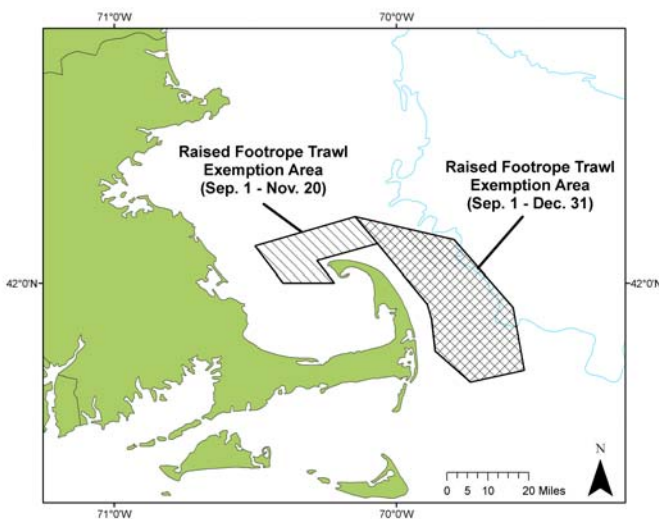 71°0'W
70°0'W
Raised Footrope Trawl
Exemption Area
(Sep. 1 - Nov. 20)
Raised Footrope Trawl
Exemption Area
(Sep. 1 - Dec. 31)
42°0'N
42°0'N
N
0 5 10 20 Miles
71°0'W
70°0'W